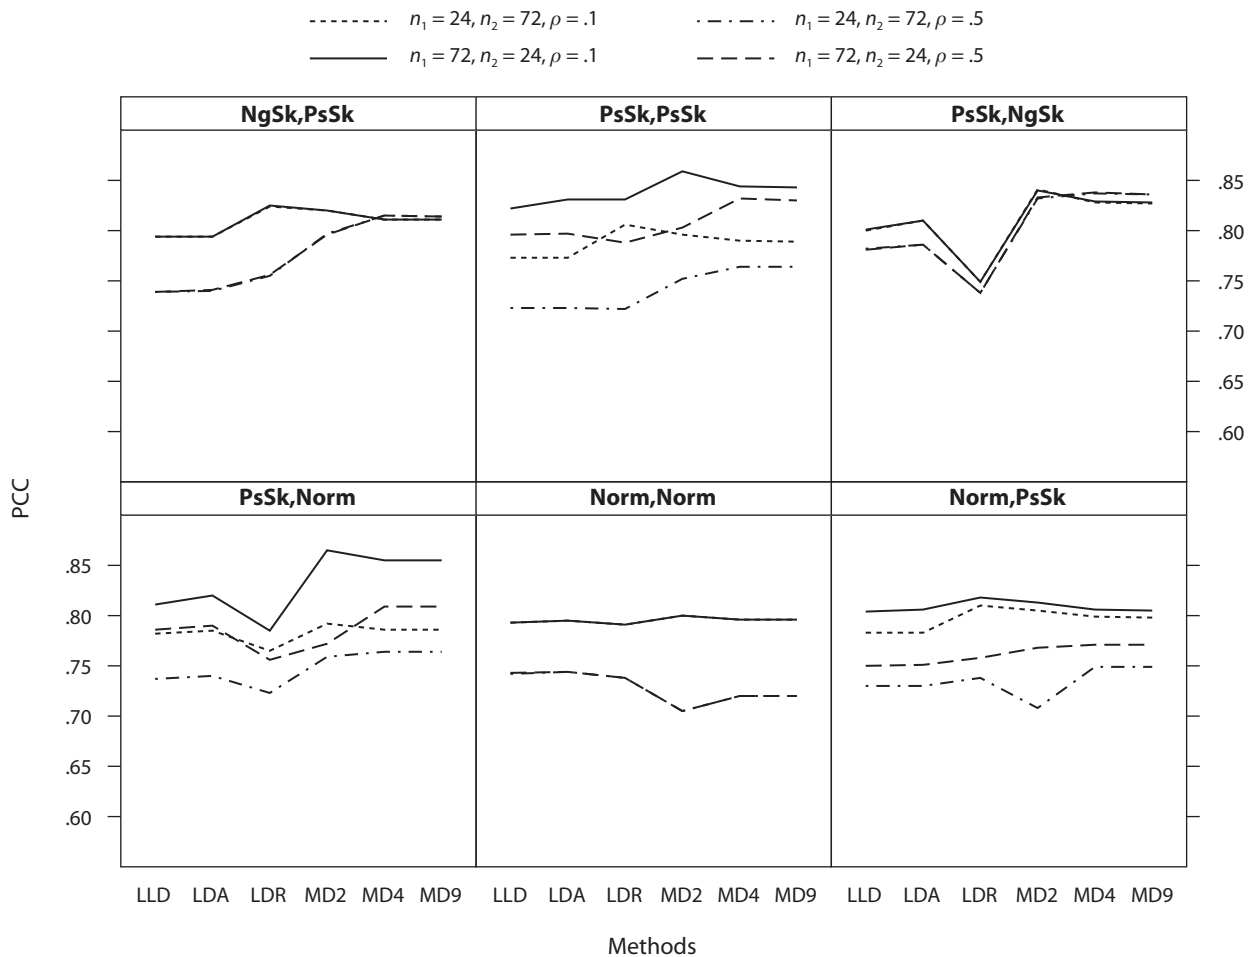 n1 = 24, n2 = 72, ρ = .1
n1 = 24, n2 = 72, ρ = .5
n1 = 72, n2 = 24, ρ = .1
n1 = 72, n2 = 24, ρ = .5
NgSk,PsSk
PsSk,PsSk
PsSk,NgSk
.85
.80
.75
.70
.65
.60
PCC
PsSk,Norm
Norm,Norm
Norm,PsSk
.85
.80
.75
.70
.65
.60
LLD LDA LDR MD2 MD4 MD9
LLD LDA LDR MD2 MD4 MD9
LLD LDA LDR MD2 MD4 MD9
Methods